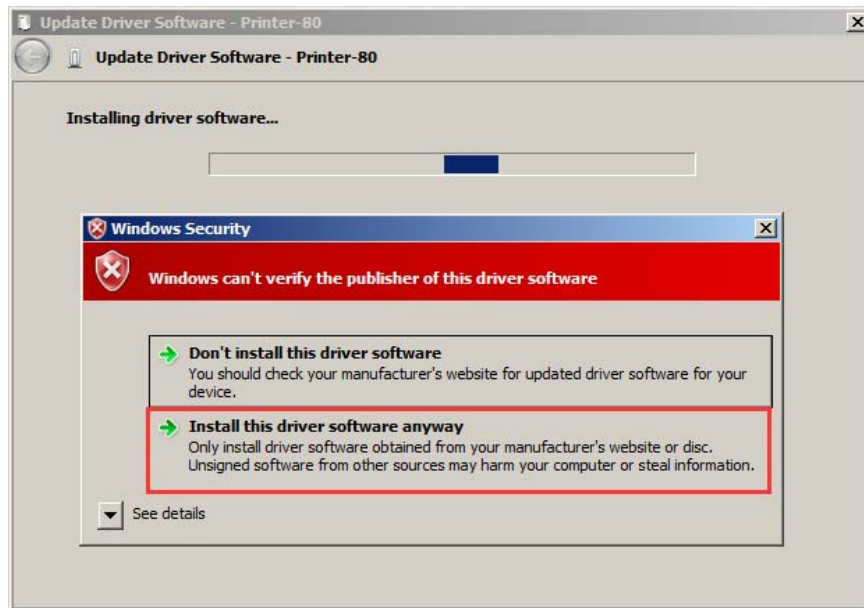 Update Driver Software - Printer-80
Update Driver Software - Printer-80
Installing driver software...
Windows Security
Windows can't verify the publisher of this driver software
Don't install this driver software
You should check your manufacturer's website for updated driver software for your
device.
Install this driver software anyway
Only install driver software obtained from your manufacturer's website or disc.
Unsigned software from other sources may harm your computer or steal information.
See details